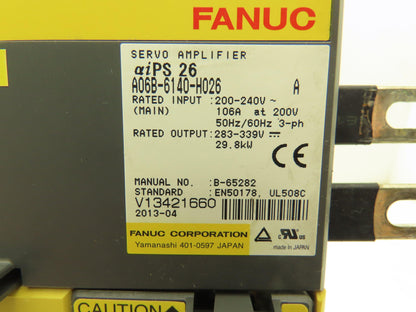 FANUC
SERVO AMPLIFIER
αiPS 26
A06B-6140-H026 A
RATED INPUT : 200-240V ~
(MAIN) 106A at 200V
50Hz/60Hz 3-ph
RATED OUTPUT: 283-339V ⎓
29.8kW
CE
MANUAL NO. : B-65282
STANDARD : EN50178, UL508C
V13421660
2013-04
FANUC CORPORATION
Yamanashi 401-0597 JAPAN
made in JAPAN
CAUTION